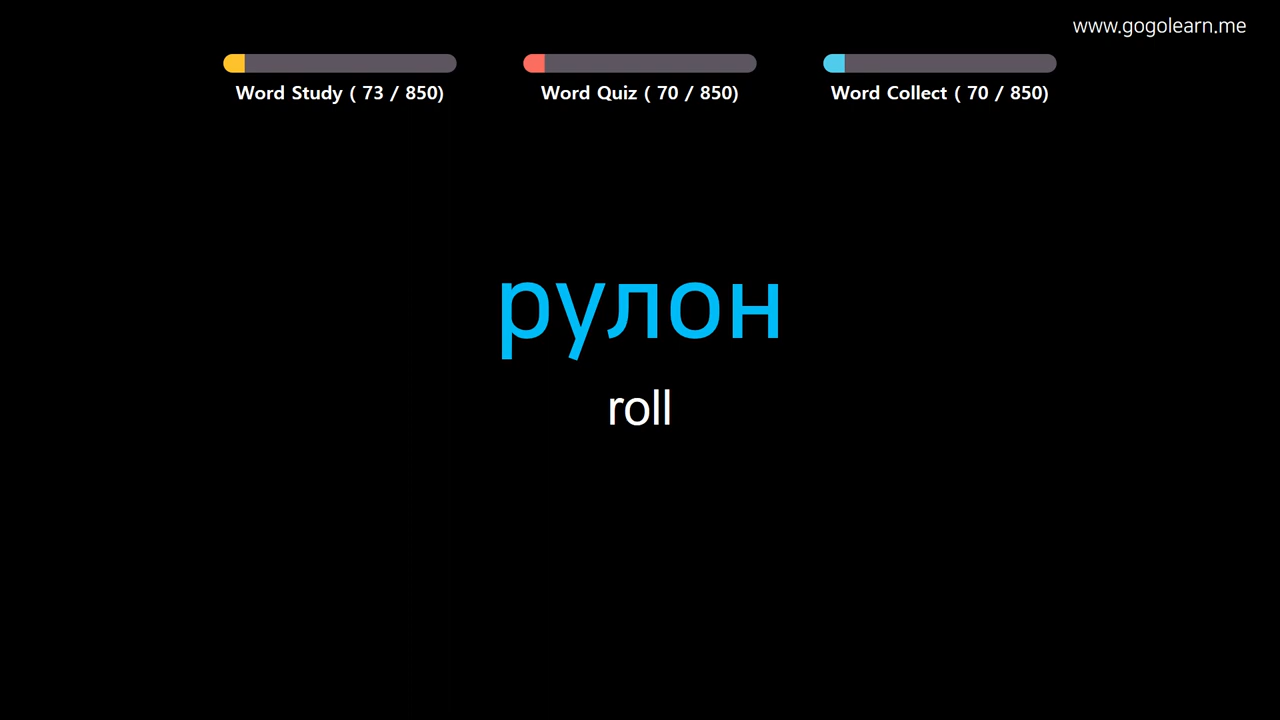 www.gogolearn.me
Word Study ( 73 / 850)
Word Quiz ( 70 / 850)
Word Collect ( 70 / 850)
рулон
roll